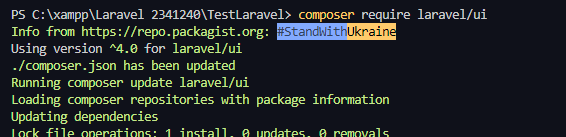 PS C:\xampp\Laravel 2341240\TestLaravel> composer require laravel/ui
Info from https://repo.packagist.org: #StandWithUkraine
Using version ^4.0 for laravel/ui
./composer.json has been updated
Running composer update laravel/ui
Loading composer repositories with package information
Updating dependencies
Lock file operations: 1 install, 0 updates, 0 removals